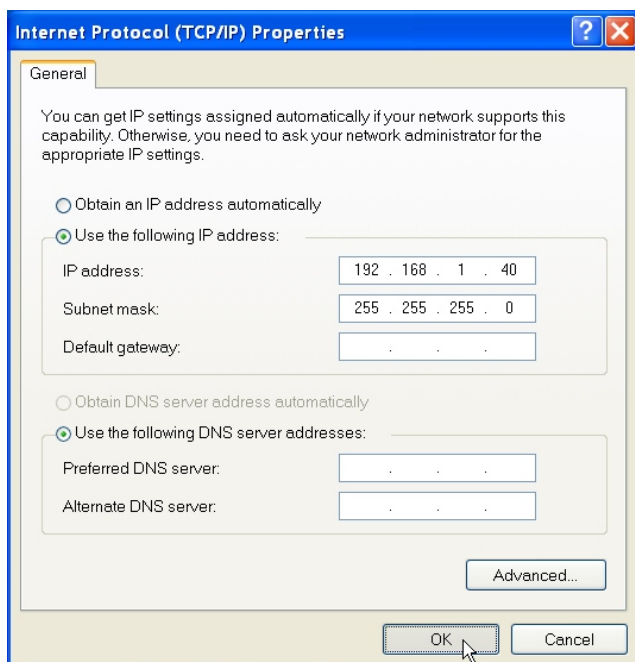 Internet Protocol (TCP/IP) Properties
?
General
You can get IP settings assigned automatically if your network supports this
capability. Otherwise, you need to ask your network administrator for the
appropriate IP settings.
Obtain an IP address automatically
Use the following IP address:
IP address: 192 . 168 . 1 . 40
Subnet mask: 255 . 255 . 255 . 0
Default gateway: . . .
Obtain DNS server address automatically
Use the following DNS server addresses:
Preferred DNS server: . . .
Alternate DNS server: . . .
Advanced...
OK Cancel